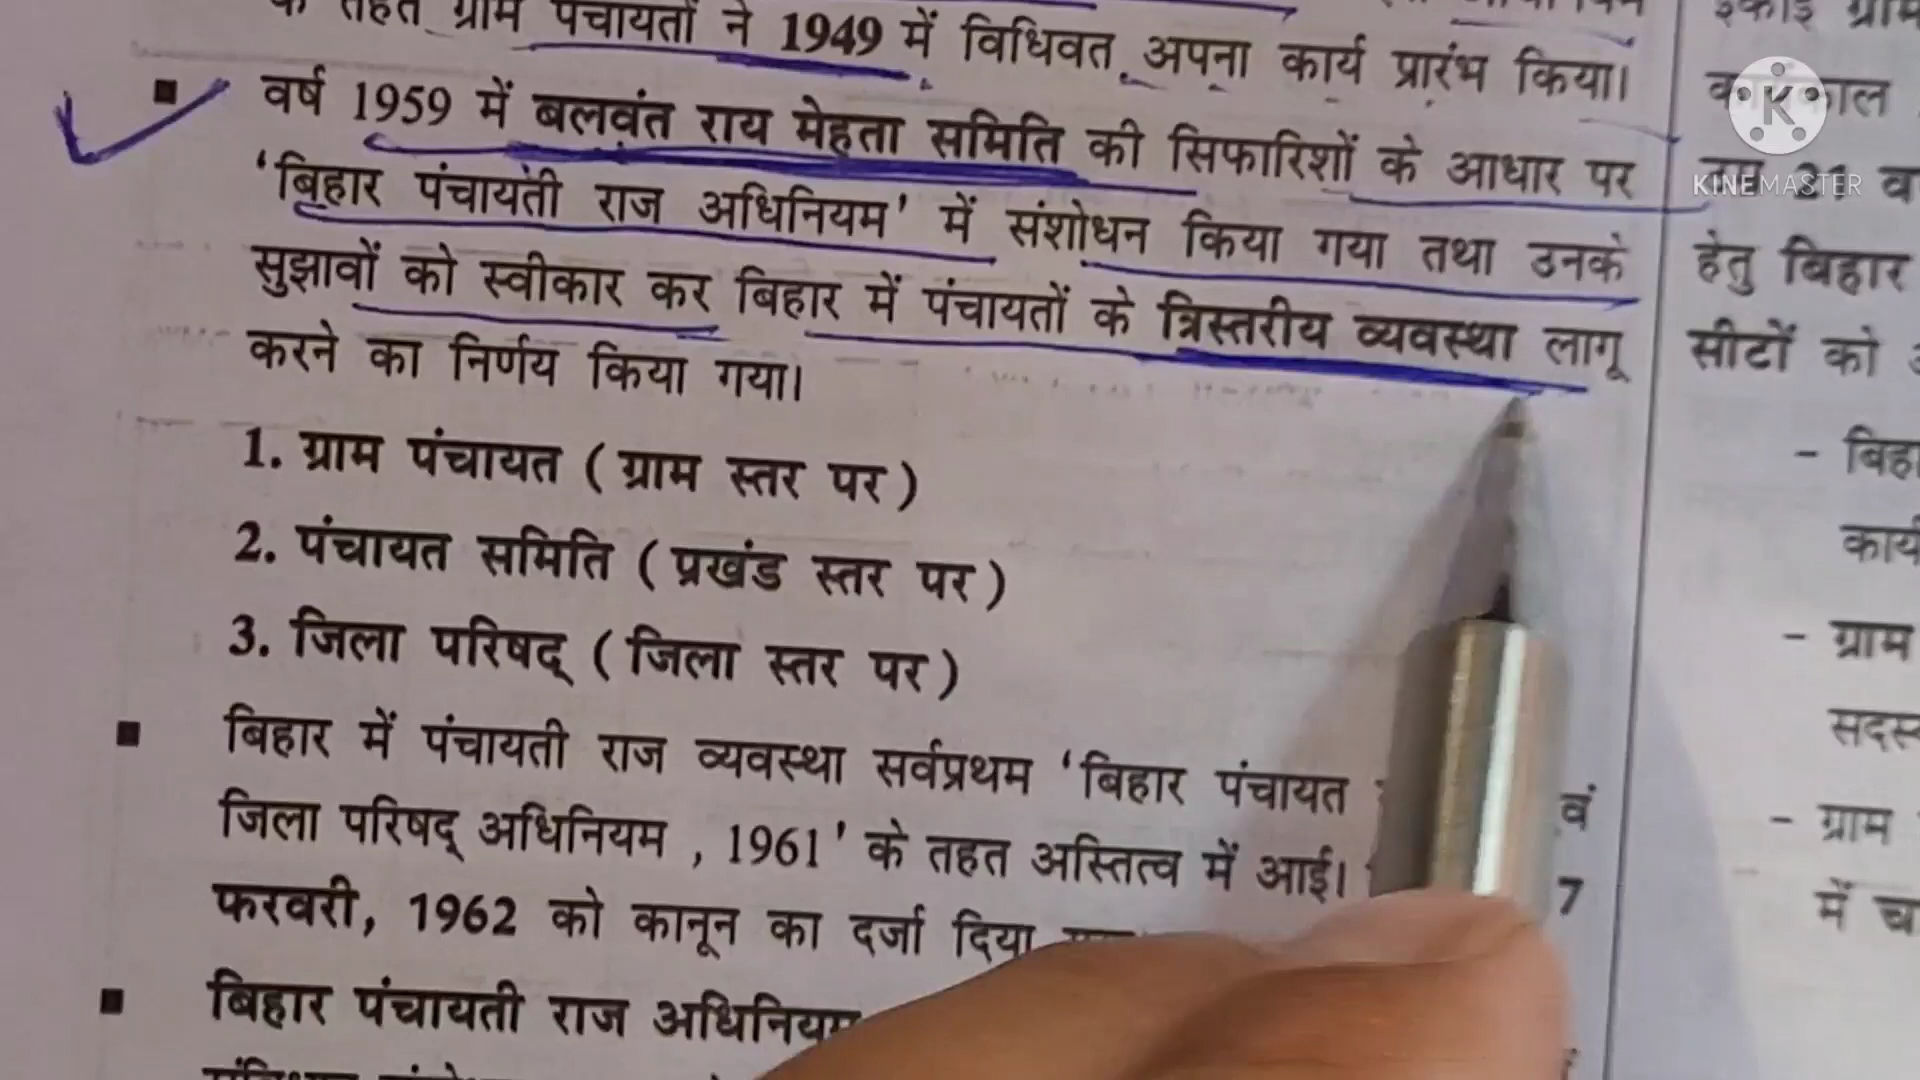 के तहत ग्राम पंचायतों ने 1949 में विधिवत अपना कार्य प्रारंभ किया।
■ वर्ष 1959 में बलवंत राय मेहता समिति की सिफारिशों के आधार पर
‘बिहार पंचायती राज अधिनियम’ में संशोधन किया गया तथा उनके
सुझावों को स्वीकार कर बिहार में पंचायतों के त्रिस्तरीय व्यवस्था लागू
करने का निर्णय किया गया।
1. ग्राम पंचायत (ग्राम स्तर पर)
2. पंचायत समिति (प्रखंड स्तर पर)
3. जिला परिषद् (जिला स्तर पर)
■ बिहार में पंचायती राज व्यवस्था सर्वप्रथम ‘बिहार पंचायत
जिला परिषद् अधिनियम , 1961’ के तहत अस्तित्व में आई। 7
फरवरी, 1962 को कानून का दर्जा दिया
■ बिहार पंचायती राज अधिनियम
इकाई ग्राम
हेतु बिहार
सीटों को
-
कार्य
- ग्राम
- ग्राम
में
K
KINEMASTER